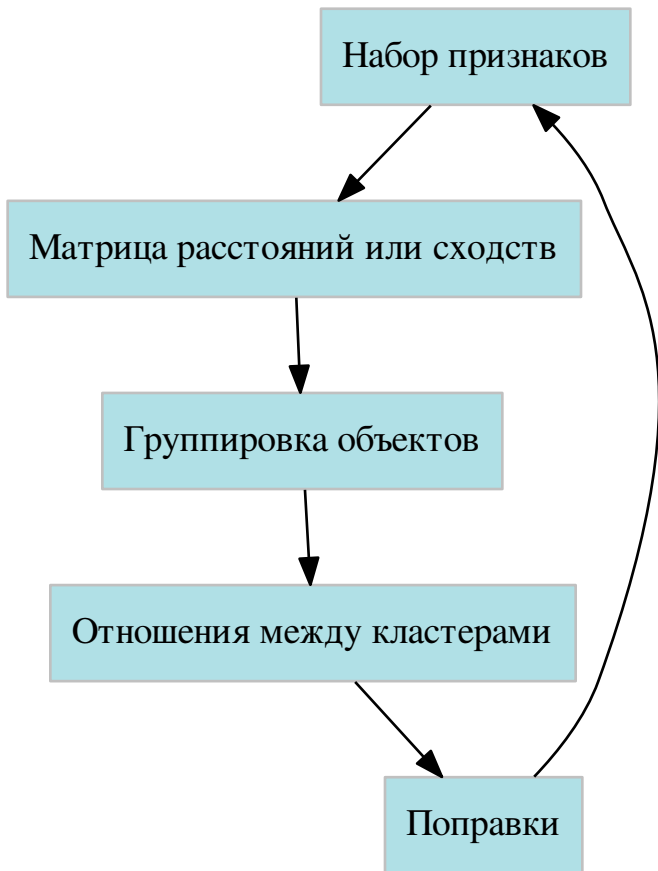 Набор признаков
Матрица расстояний или сходств
Группировка объектов
Отношения между кластерами
Поправки